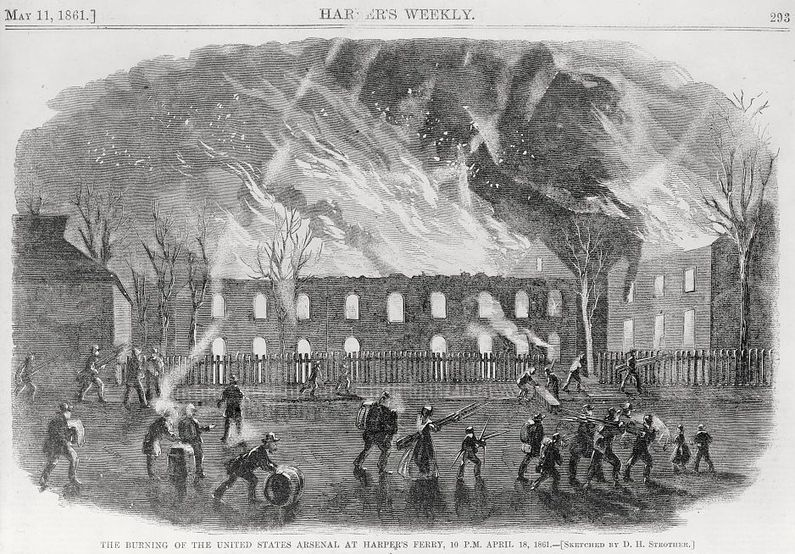 May 11, 1861.] HARPER'S WEEKLY. 293
THE BURNING OF THE UNITED STATES ARSENAL AT HARPER'S FERRY, 10 P.M. APRIL 18, 1861.—[Sketched by D. H. Strother.]